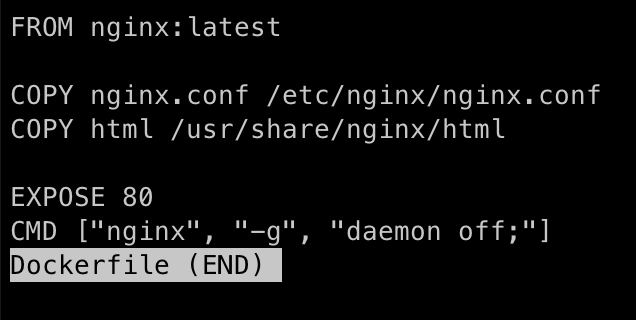 FROM nginx:latest
COPY nginx.conf /etc/nginx/nginx.conf
COPY html /usr/share/nginx/html
EXPOSE 80
CMD ["nginx", "-g", "daemon off;"]
Dockerfile (END)